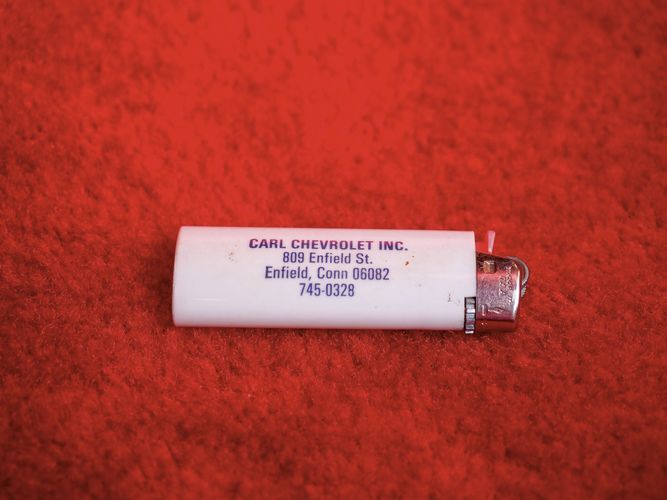 CARL CHEVROLET INC.
809 Enfield St.
Enfield, Conn 06082
745-0328